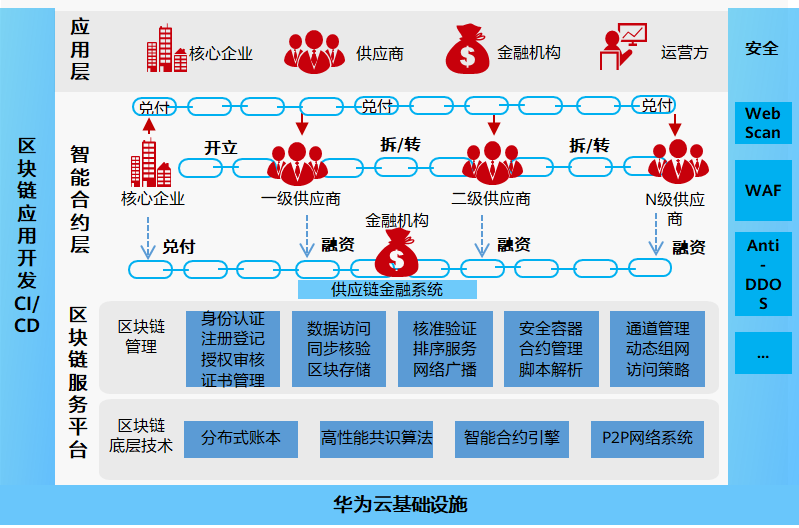 应用层
核心企业
供应商
金融机构
运营方
安全
兑付
兑付
兑付
Web
Scan
区块链应用开发
CI/
CD
智能合约层
开立
拆/转
拆/转
核心企业
一级供应商
二级供应商
N级供应
商
WAF
金融机构
兑付
融资
融资
融资
Anti
-
DDO
S
供应链金融系统
...
区块链服务平台
区块链
管理
身份认证
注册登记
授权审核
证书管理
数据访问
同步核验
区块存储
核准验证
排序服务
网络广播
安全容器
合约管理
脚本解析
通道管理
动态组网
访问策略
区块链
底层技术
分布式账本
高性能共识算法
智能合约引擎
P2P网络系统
华为云基础设施